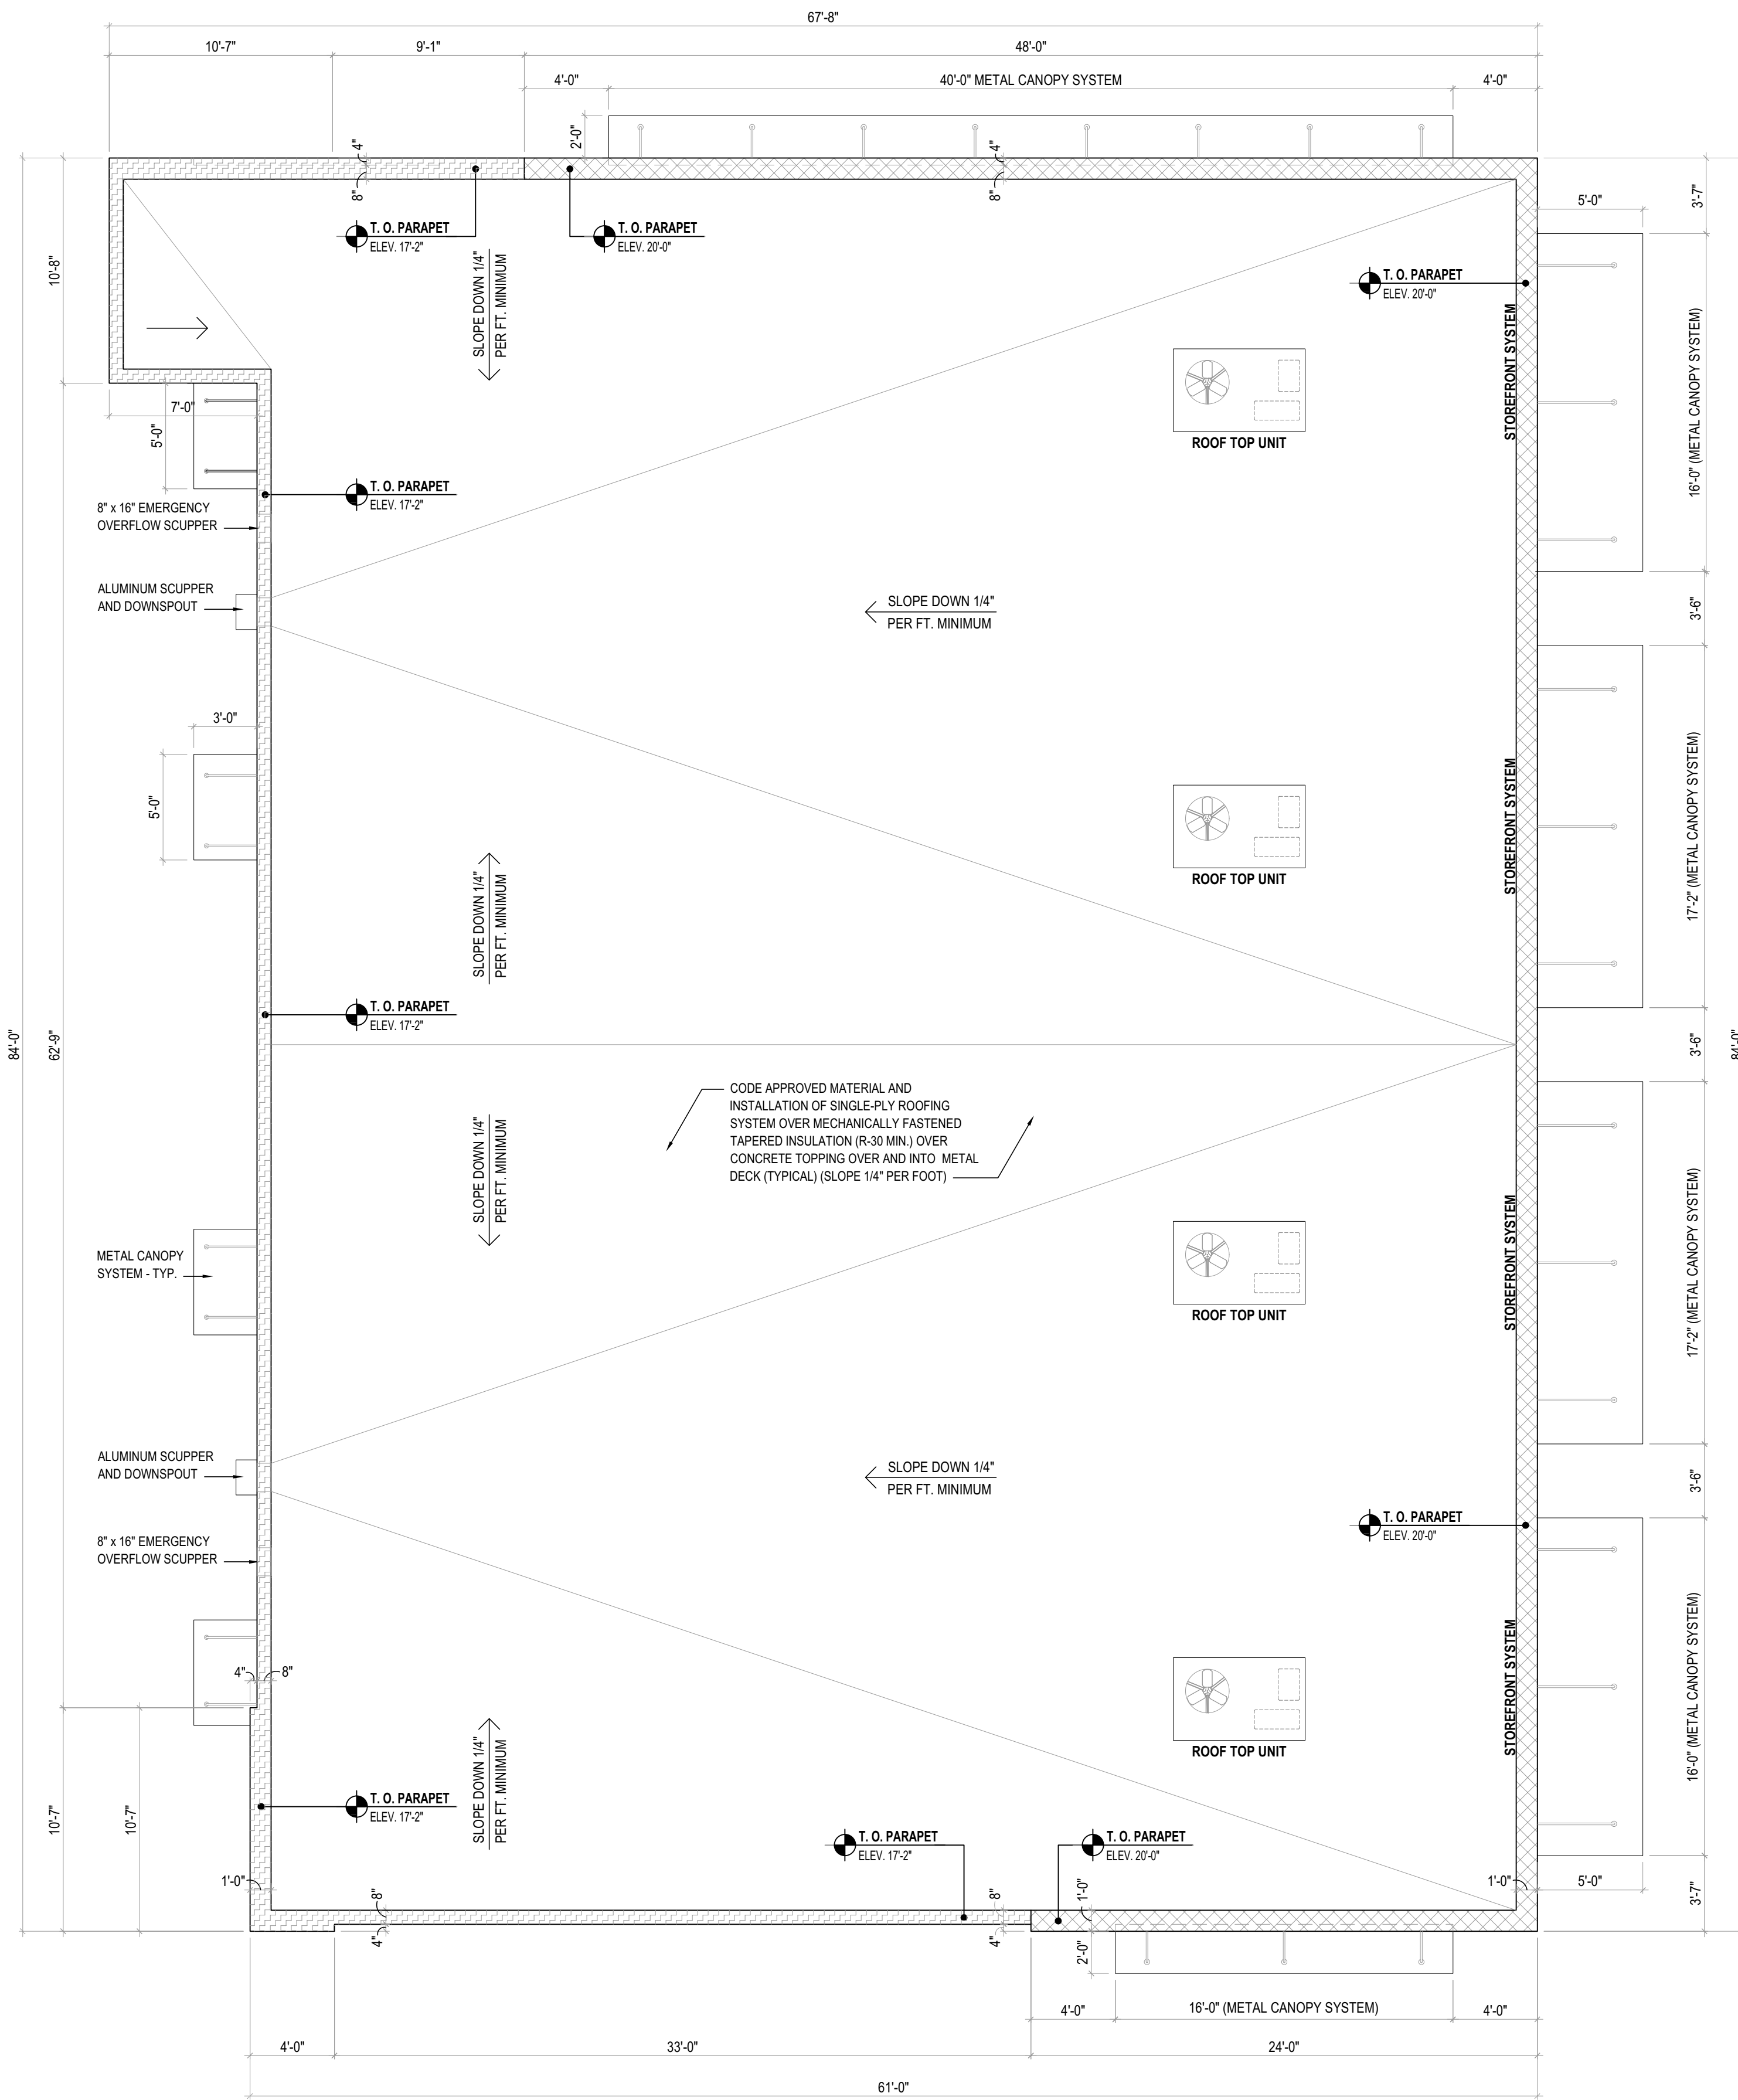 67'-8"
10'-7"
9'-1"
48'-0"
4'-0"
40'-0" METAL CANOPY SYSTEM
4'-0"
2'-0"
4"
8"
4"
8"
3'-7"
5'-0"
T. O. PARAPET
ELEV. 17'-2"
T. O. PARAPET
ELEV. 20'-0"
T. O. PARAPET
ELEV. 20'-0"
SLOPE DOWN 1/4"
PER FT. MINIMUM
10'-8"
STOREFRONT SYSTEM
16'-0" (METAL CANOPY SYSTEM)
ROOF TOP UNIT
7'-0"
5'-0"
T. O. PARAPET
ELEV. 17'-2"
8" x 16" EMERGENCY
OVERFLOW SCUPPER
ALUMINUM SCUPPER
AND DOWNSPOUT
SLOPE DOWN 1/4"
PER FT. MINIMUM
3'-6"
3'-0"
5'-0"
STOREFRONT SYSTEM
17'-2" (METAL CANOPY SYSTEM)
ROOF TOP UNIT
SLOPE DOWN 1/4"
PER FT. MINIMUM
T. O. PARAPET
ELEV. 17'-2"
84'-0"
62'-9"
3'-6"
84'-0"
CODE APPROVED MATERIAL AND
INSTALLATION OF SINGLE-PLY ROOFING
SYSTEM OVER MECHANICALLY FASTENED
TAPERED INSULATION (R-30 MIN.) OVER
CONCRETE TOPPING OVER AND INTO METAL
DECK (TYPICAL) (SLOPE 1/4" PER FOOT)
SLOPE DOWN 1/4"
PER FT. MINIMUM
METAL CANOPY
SYSTEM - TYP.
STOREFRONT SYSTEM
17'-2" (METAL CANOPY SYSTEM)
ROOF TOP UNIT
ALUMINUM SCUPPER
AND DOWNSPOUT
SLOPE DOWN 1/4"
PER FT. MINIMUM
3'-6"
T. O. PARAPET
ELEV. 20'-0"
8" x 16" EMERGENCY
OVERFLOW SCUPPER
4"
8"
STOREFRONT SYSTEM
16'-0" (METAL CANOPY SYSTEM)
ROOF TOP UNIT
SLOPE DOWN 1/4"
PER FT. MINIMUM
10'-7"
10'-7"
T. O. PARAPET
ELEV. 17'-2"
T. O. PARAPET
ELEV. 17'-2"
T. O. PARAPET
ELEV. 20'-0"
1'-0"
1'-0"
5'-0"
3'-7"
8"
4"
8"
4"
1'-0"
2'-0"
4'-0"
16'-0" (METAL CANOPY SYSTEM)
4'-0"
4'-0"
33'-0"
24'-0"
61'-0"